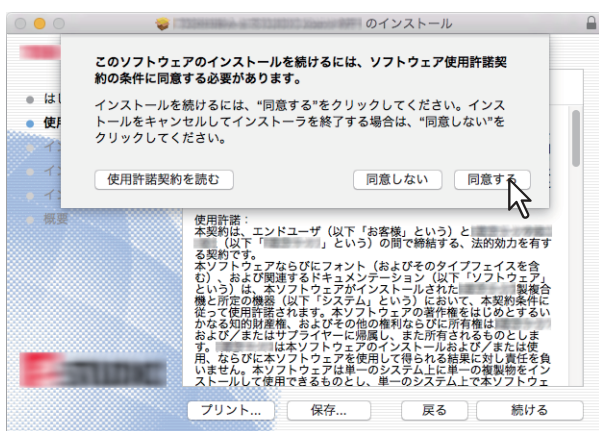 のインストール
このソフトウェアのインストールを続けるには、ソフトウェア使用許諾契
約の条件に同意する必要があります。
インストールを続けるには、“同意する”をクリックしてください。インス
トールをキャンセルしてインストーラを終了する場合は、“同意しない”を
クリックしてください。
使用許諾契約を読む 同意しない 同意する
概要
使用許諾：
本契約は、エンドユーザ（以下「お客様」という）と
（以下「 」という）の間で締結する、法的効力を有す
る契約です。
本ソフトウェアならびにフォント（およびそのタイプフェイスを含
む）、および関連するドキュメンテーション（以下「ソフトウェア」
という）は、本ソフトウェアがインストールされた 製複合
機と所定の機器（以下「システム」という）において、本契約条件に
従って使用許諾されます。本ソフトウェアの著作権をはじめとするい
かなる知的財産権、およびその他の権利ならびに所有権は
および/またはサプライヤーに帰属し、また所有されるものとしま
す。 は本ソフトウェアのインストールおよび/または使
用、ならびに本ソフトウェアを使用して得られる結果に対し責任を負
いません。本ソフトウェアは単一のシステム上に単一の複製物をイン
ストールして使用できるものとし、単一のシステム上で本ソフトウェ
プリント... 保存... 戻る 続ける